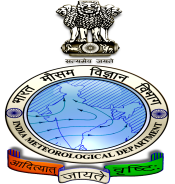 सत्यमेव जयते
भारत मौसम विज्ञान विभाग
INDIA METEOROLOGICAL DEPARTMENT
आदित्यात् जायते वृष्टिः